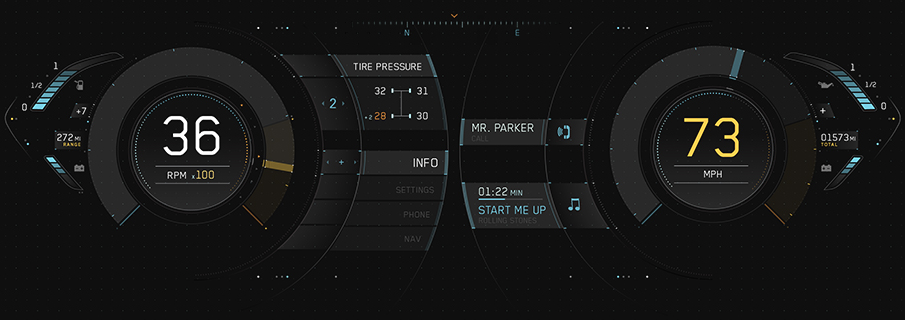 N E
1
1/2
0
+7
272 MI
RANGE
36
RPM x100
TIRE PRESSURE
2
32 31
-2 28 30
+
INFO
SETTINGS
PHONE
NAV
MR. PARKER
CALL
01:22 MIN
START ME UP
ROLLING STONES
73
MPH
1
1/2
0
+
01573 MI
TOTAL